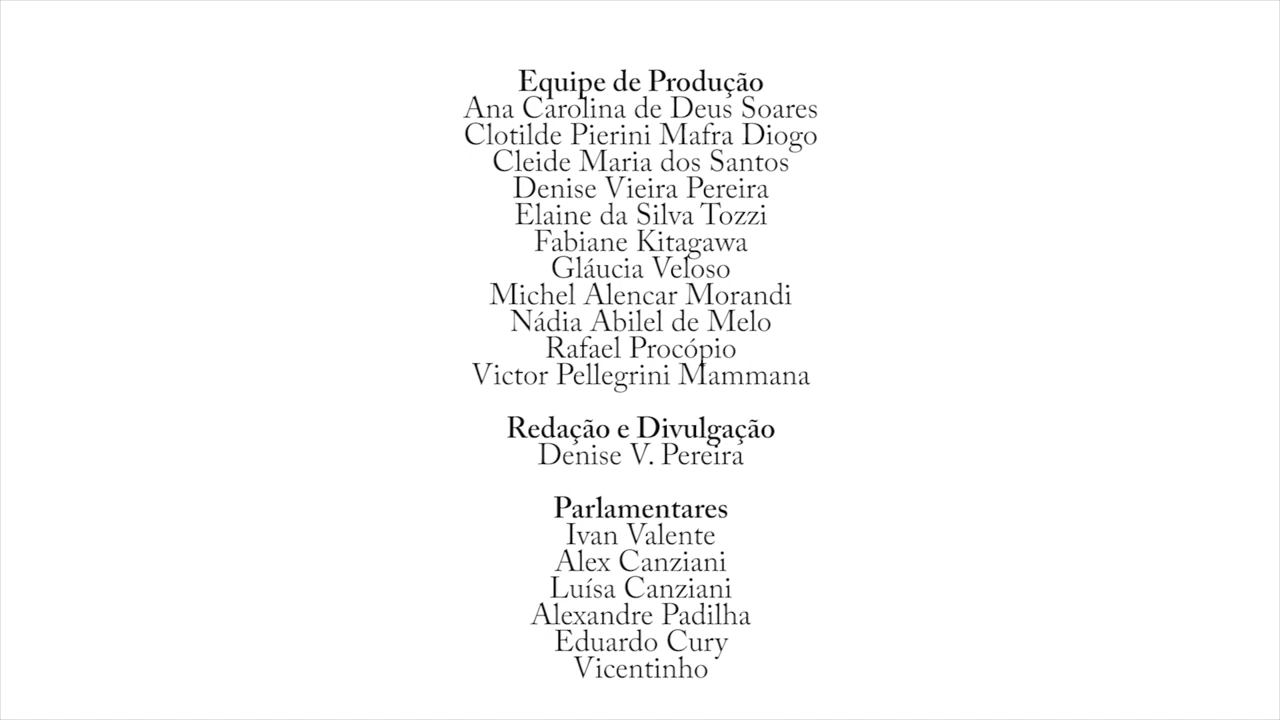 Equipe de Produção
Ana Carolina de Deus Soares
Clotilde Pierini Mafra Diogo
Cleide Maria dos Santos
Denise Vieira Pereira
Elaine da Silva Tozzi
Fabiane Kitagawa
Gláucia Veloso
Michel Alencar Morandi
Nádia Abilel de Melo
Rafael Procópio
Victor Pellegrini Mammana
Redação e Divulgação
Denise V. Pereira
Parlamentares
Ivan Valente
Alex Canziani
Luísa Canziani
Alexandre Padilha
Eduardo Cury
Vicentinho